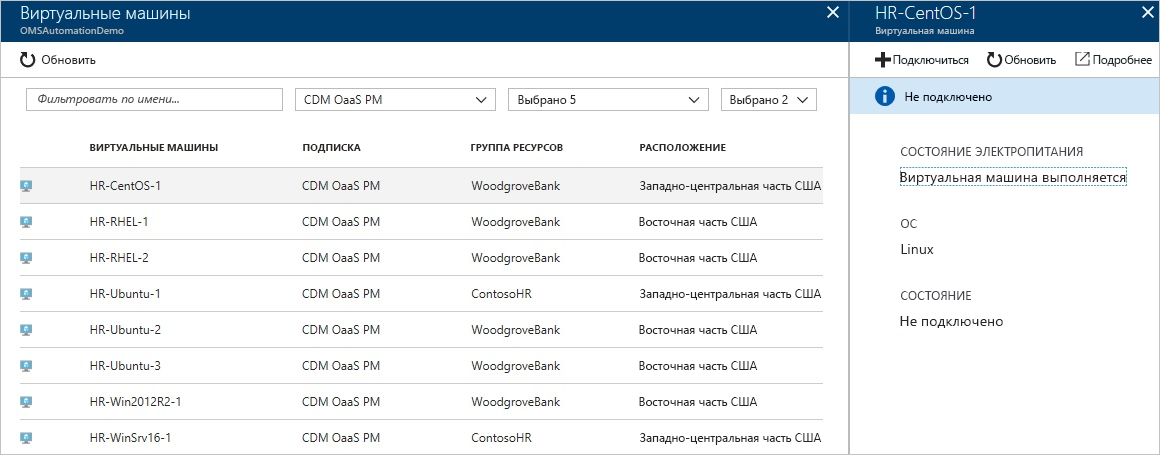 Виртуальные машины
OMSAutomationDemo
Обновить
Фильтровать по имени...
CDM OaaS PM
Выбрано 5
Выбрано 2
ВИРТУАЛЬНЫЕ МАШИНЫ ПОДПИСКА ГРУППА РЕСУРСОВ РАСПОЛОЖЕНИЕ
HR-CentOS-1 CDM OaaS PM WoodgroveBank Западно-центральная часть США
HR-RHEL-1 CDM OaaS PM WoodgroveBank Восточная часть США
HR-RHEL-2 CDM OaaS PM WoodgroveBank Восточная часть США
HR-Ubuntu-1 CDM OaaS PM ContosoHR Западно-центральная часть США
HR-Ubuntu-2 CDM OaaS PM WoodgroveBank Восточная часть США
HR-Ubuntu-3 CDM OaaS PM WoodgroveBank Восточная часть США
HR-Win2012R2-1 CDM OaaS PM WoodgroveBank Восточная часть США
HR-WinSrv16-1 CDM OaaS PM ContosoHR Западно-центральная часть США
HR-CentOS-1
Виртуальная машина
Подключиться Обновить Подробнее
Не подключено
СОСТОЯНИЕ ЭЛЕКТРОПИТАНИЯ
Виртуальная машина выполняется
ОС
Linux
СОСТОЯНИЕ
Не подключено